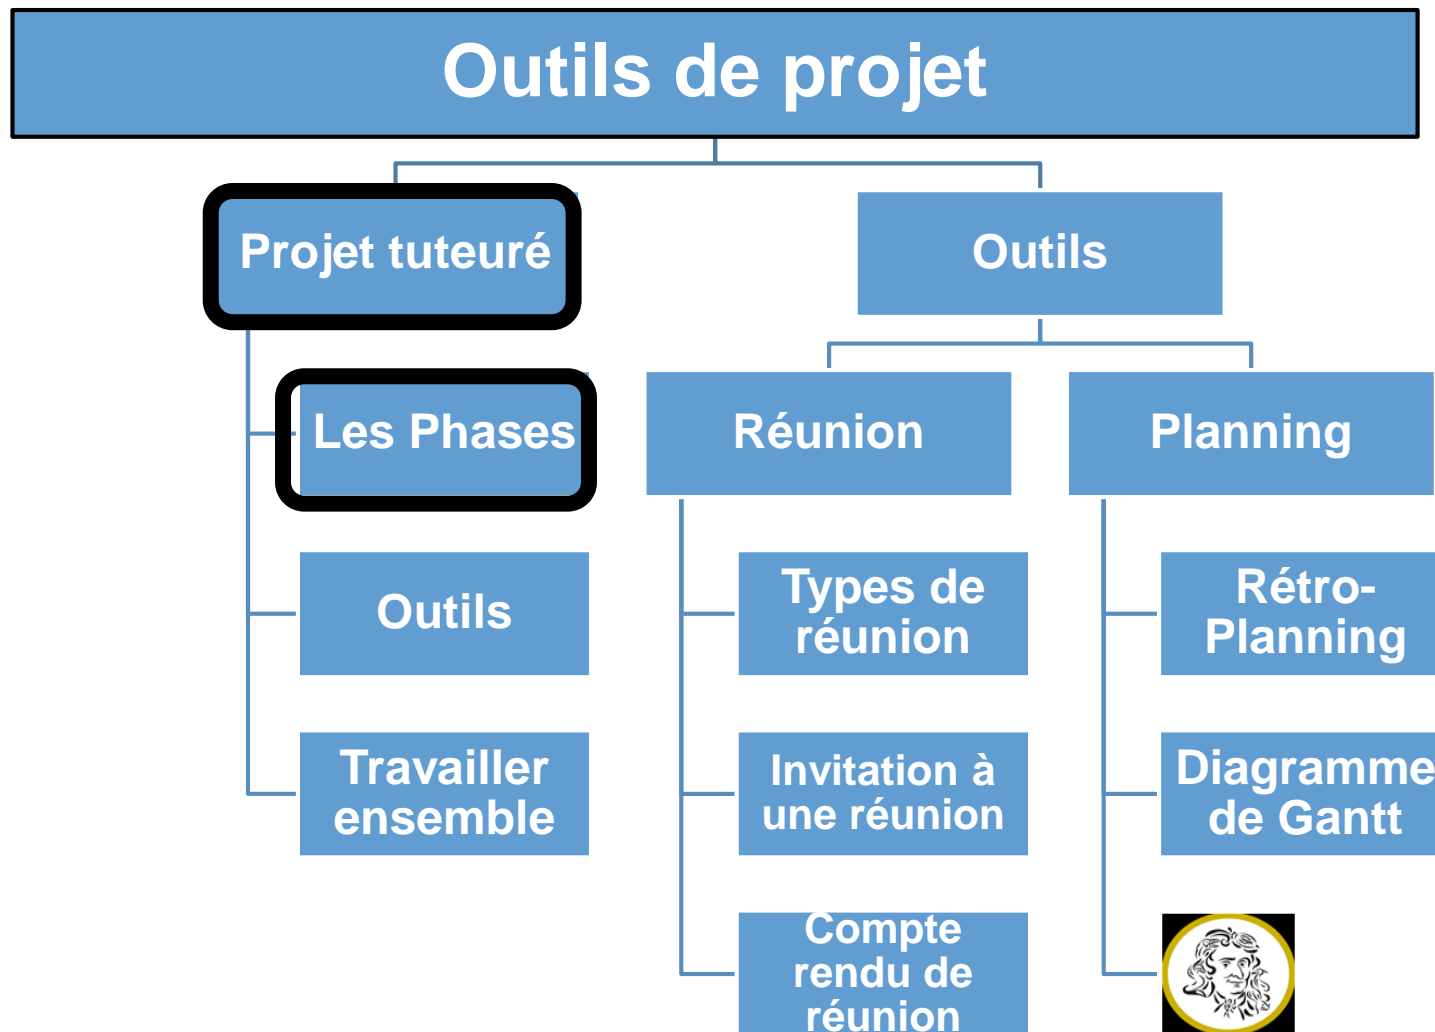 Outils de projet
Projet tuteuré
Outils
Les Phases
Réunion
Planning
Outils
Types de
réunion
Rétro-
Planning
Travailler
ensemble
Invitation à
une réunion
Diagramme
de Gantt
Compte
rendu de
réunion